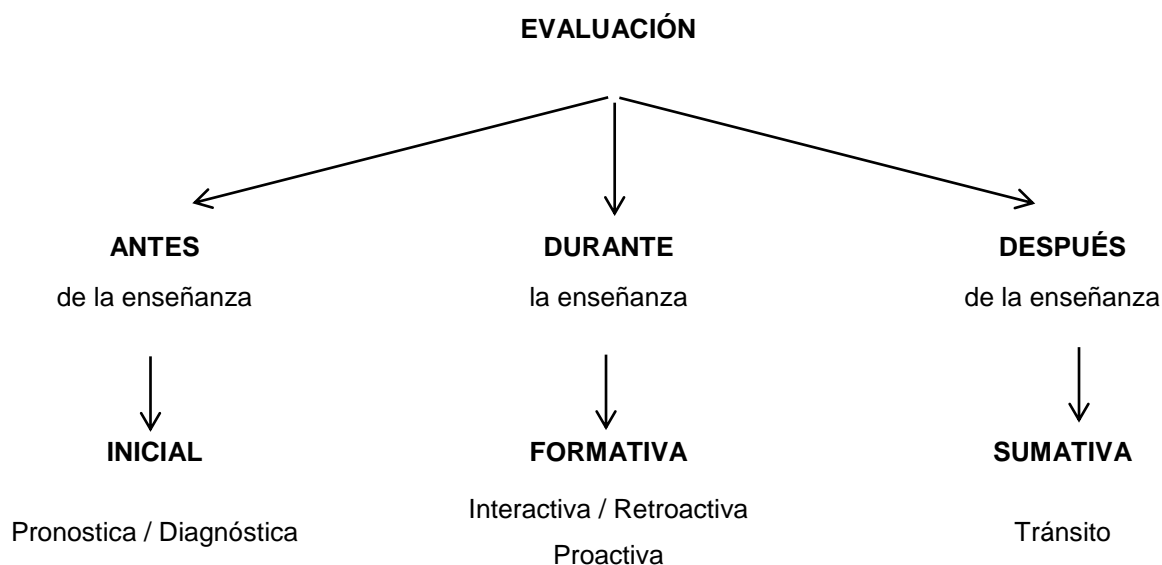 EVALUACIÓN
ANTES
de la enseñanza
DURANTE
la enseñanza
DESPUÉS
de la enseñanza
INICIAL
Pronostica / Diagnóstica
FORMATIVA
Interactiva / Retroactiva
Proactiva
SUMATIVA
Tránsito